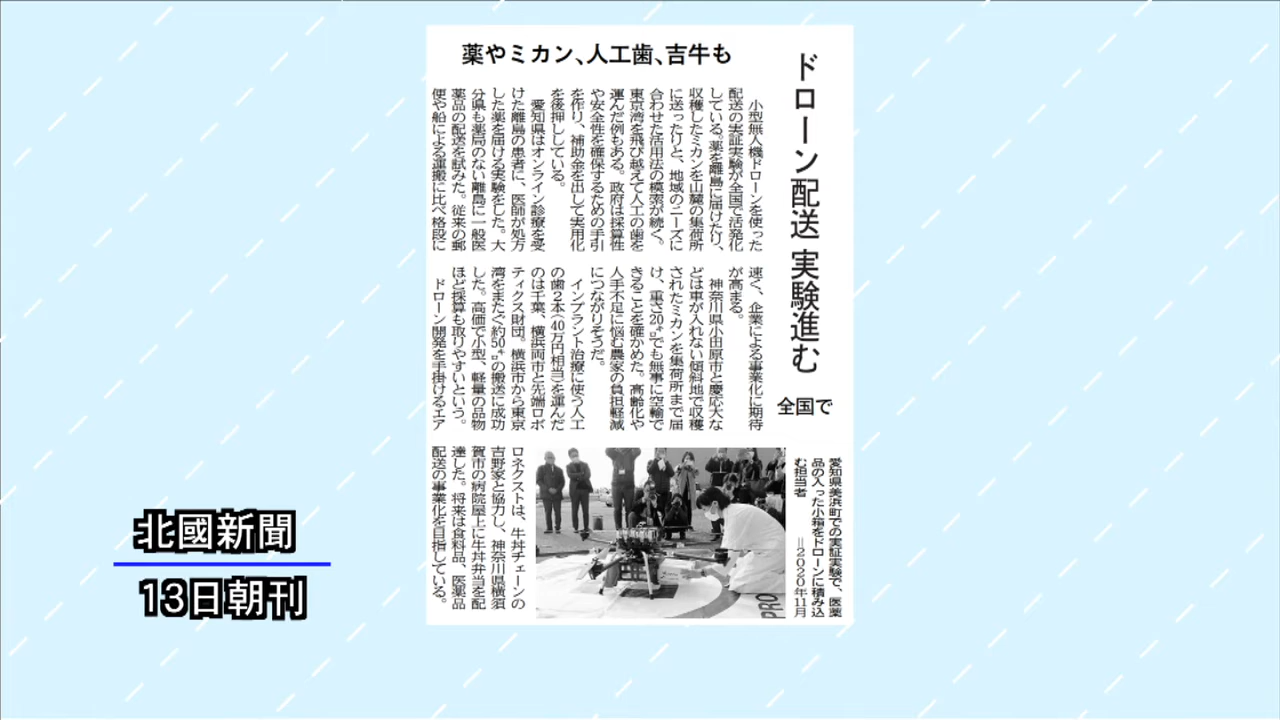 薬やミカン、人工歯、吉牛も
ドローン配送 実験進む
全国で
小型無人機ドローンを使った
配送の実証実験が全国で活発化
している。薬を離島に届けたり、
収穫したミカンを山麓の集荷所
に送ったりと、地域のニーズに
合わせた活用法の模索が続く。
東京湾を飛び越えて人工の歯を
運んだ例もある。政府は採算性
や安全性を確保するための手引
を作り、補助金を出して実用化
を後押ししている。
愛知県はオンライン診療を受
けた離島の患者に、医師が処方
した薬を届ける実験をした。大
分県も薬局のない離島に一般医
薬品の配送を試みた。従来の郵
便や船による運搬に比べ格段に
速く、企業による事業化に期待
が高まる。
神奈川県小田原市と慶応大な
どは車が入れない傾斜地で収穫
されたミカンを集荷所まで届
け、重さ20㌔でも無事に空輸で
きることを確かめた。高齢化や
人手不足に悩む農家の負担軽減
につながりそうだ。
インプラント治療に使う人工
の歯2本(40万円相当)を運んだ
のは千葉、横浜両市と先端ロボ
ティクス財団。横浜市から東京
湾をまたぐ約50㌔の搬送に成功
した。高価で小型、軽量の品物
ほど採算も取りやすいという。
ドローン開発を手掛けるエア
ロネクストは、牛丼チェーンの
吉野家と協力し、神奈川県横須
賀市の病院屋上に牛丼弁当を配
達した。将来は食料品、医薬品
配送の事業化を目指している。
愛知県美浜町での実証実験で、医薬
品の入った小箱をドローンに積み込
む担当者 =2020年11月
PRO
北國新聞
13日朝刊